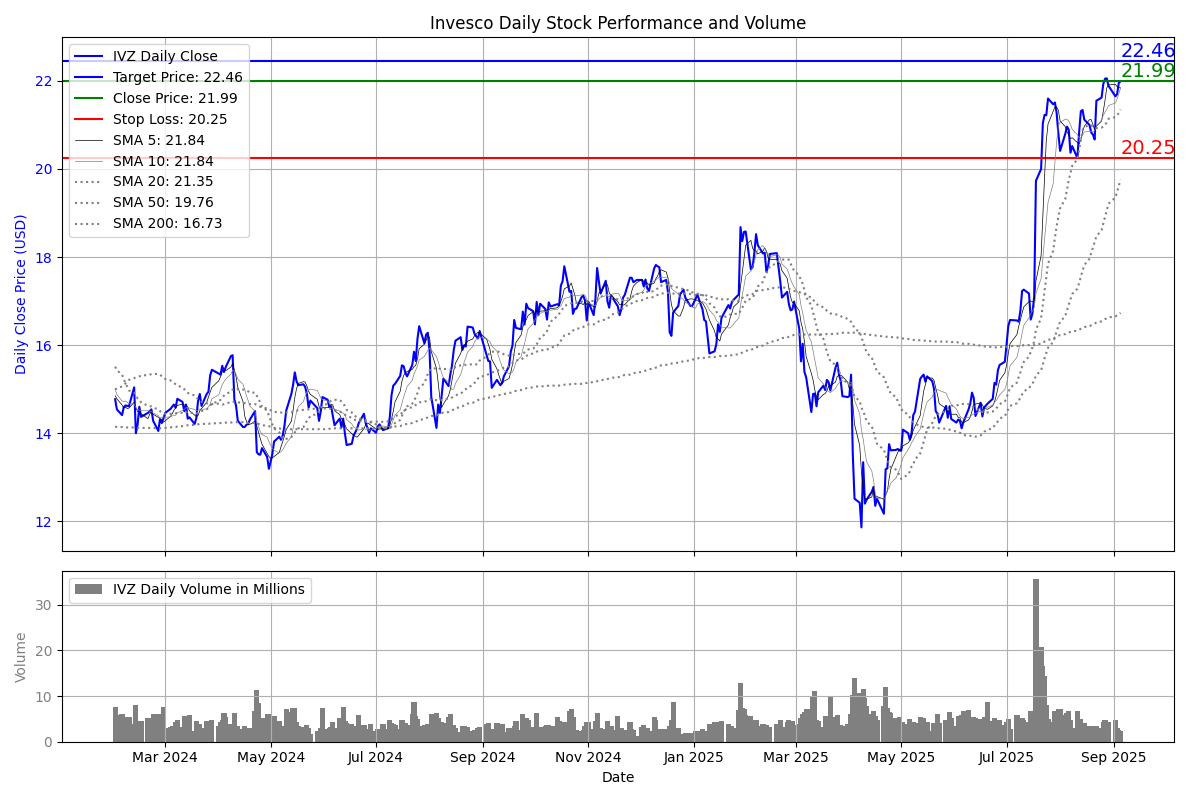 Invesco Daily Stock Performance and Volume
IVZ Daily Close
Target Price: 22.46
Close Price: 21.99
Stop Loss: 20.25
SMA 5: 21.84
SMA 10: 21.84
SMA 20: 21.35
SMA 50: 19.76
SMA 200: 16.73
22.46
21.99
20.25
Daily Close Price (USD)
22
20
18
16
14
12
IVZ Daily Volume in Millions
Volume
30
20
10
0
Mar 2024 May 2024 Jul 2024 Sep 2024 Nov 2024 Jan 2025 Mar 2025 May 2025 Jul 2025 Sep 2025
Date